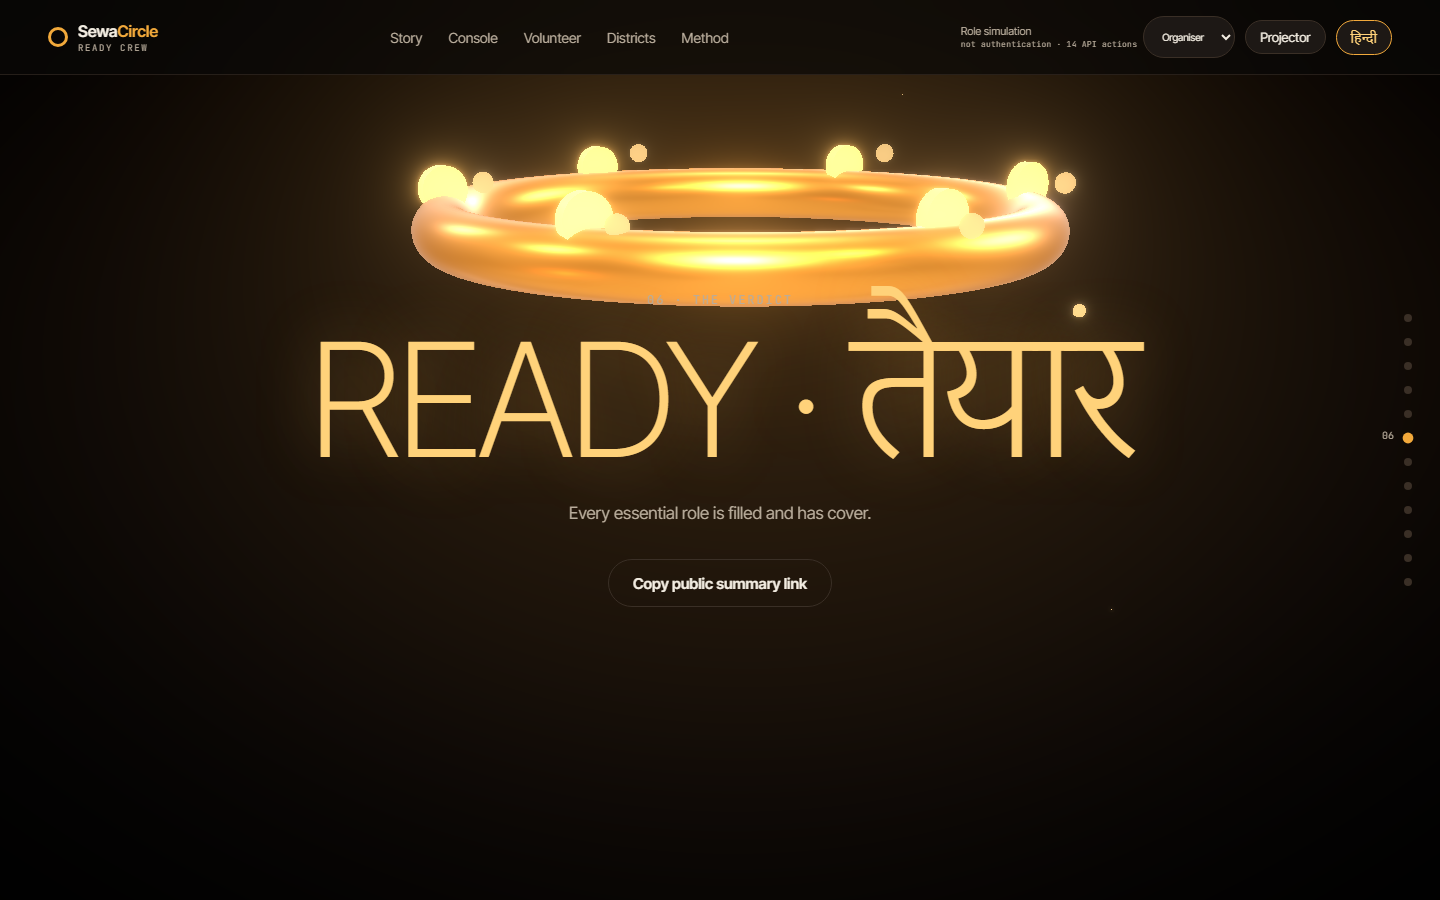 SewaCircle
READY CREW
Story Console Volunteer Districts Method
Role simulation
not authentication · 14 API actions
Organiser
Projector
हिन्दी
READY · तैयार
06
Every essential role is filled and has cover.
Copy public summary link